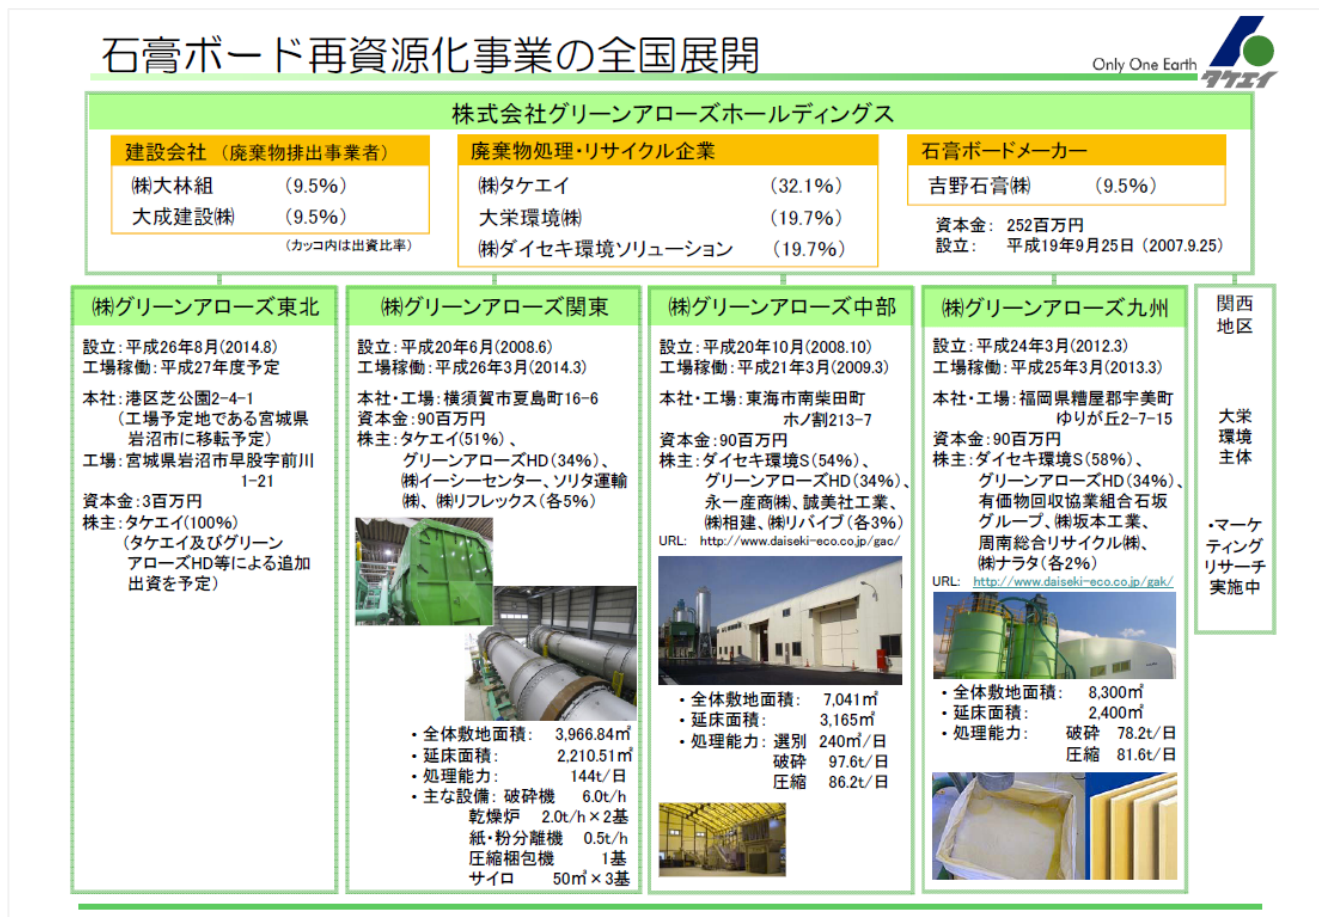 石膏ボード再資源化事業の全国展開
Only One Earth
タケエイ
株式会社グリーンアローズホールディングス
建設会社 (廃棄物排出事業者)
㈱大林組 (9.5%)
大成建設㈱ (9.5%)
(カッコ内は出資比率)
廃棄物処理・リサイクル企業
㈱タケエイ (32.1%)
大栄環境㈱ (19.7%)
㈱ダイセキ環境ソリューション (19.7%)
石膏ボードメーカー
吉野石膏㈱ (9.5%)
資本金: 252百万円
設立: 平成19年9月25日 (2007.9.25)
㈱グリーンアローズ東北
設立:平成26年8月(2014.8)
工場稼働:平成27年度予定
本社:港区芝公園2-4-1
(工場予定地である宮城県
岩沼市に移転予定)
工場:宮城県岩沼市早股字前川
1-21
資本金:3百万円
株主:タケエイ(100%)
(タケエイ及びグリーン
アローズHD等による追加
出資を予定)
㈱グリーンアローズ関東
設立:平成20年6月(2008.6)
工場稼働:平成26年3月(2014.3)
本社・工場:横須賀市夏島町16-6
資本金:90百万円
株主:タケエイ(51%)、
グリーンアローズHD(34%)、
㈱イーシーセンター、ソリタ運輸
㈱、㈱リフレックス(各5%)
・全体敷地面積: 3,966.84㎡
・延床面積: 2,210.51㎡
・処理能力: 144t/日
・主な設備:破砕機 6.0t/h
乾燥炉 2.0t/h×2基
紙・粉分離機 0.5t/h
圧縮梱包機 1基
サイロ 50㎥×3基
㈱グリーンアローズ中部
設立:平成20年10月(2008.10)
工場稼働:平成21年3月(2009.3)
本社・工場:東海市南柴田町
ホノ割213-7
資本金:90百万円
株主:ダイセキ環境S(54%)、
グリーンアローズHD(34%)、
永一産商㈱、誠美社工業、
㈱相建、㈱リバイブ(各3%)
URL: http://www.daiseki-eco.co.jp/gac/
・全体敷地面積: 7,041㎡
・延床面積: 3,165㎡
・処理能力:選別 240㎥/日
破砕 97.6t/日
圧縮 86.2t/日
㈱グリーンアローズ九州
設立:平成24年3月(2012.3)
工場稼働:平成25年3月(2013.3)
本社・工場:福岡県糟屋郡宇美町
ゆりが丘2-7-15
資本金:90百万円
株主:ダイセキ環境S(58%)、
グリーンアローズHD(34%)、
有価物回収協業組合石坂
グループ、㈱坂本工業、
周南総合リサイクル㈱、
㈱ナラタ(各2%)
URL: http://www.daiseki-eco.co.jp/gak/
・全体敷地面積: 8,300㎡
・延床面積: 2,400㎡
・処理能力: 破砕 78.2t/日
圧縮 81.6t/日
関西
地区
大栄
環境
主体
・マーケ
ティング
リサーチ
実施中